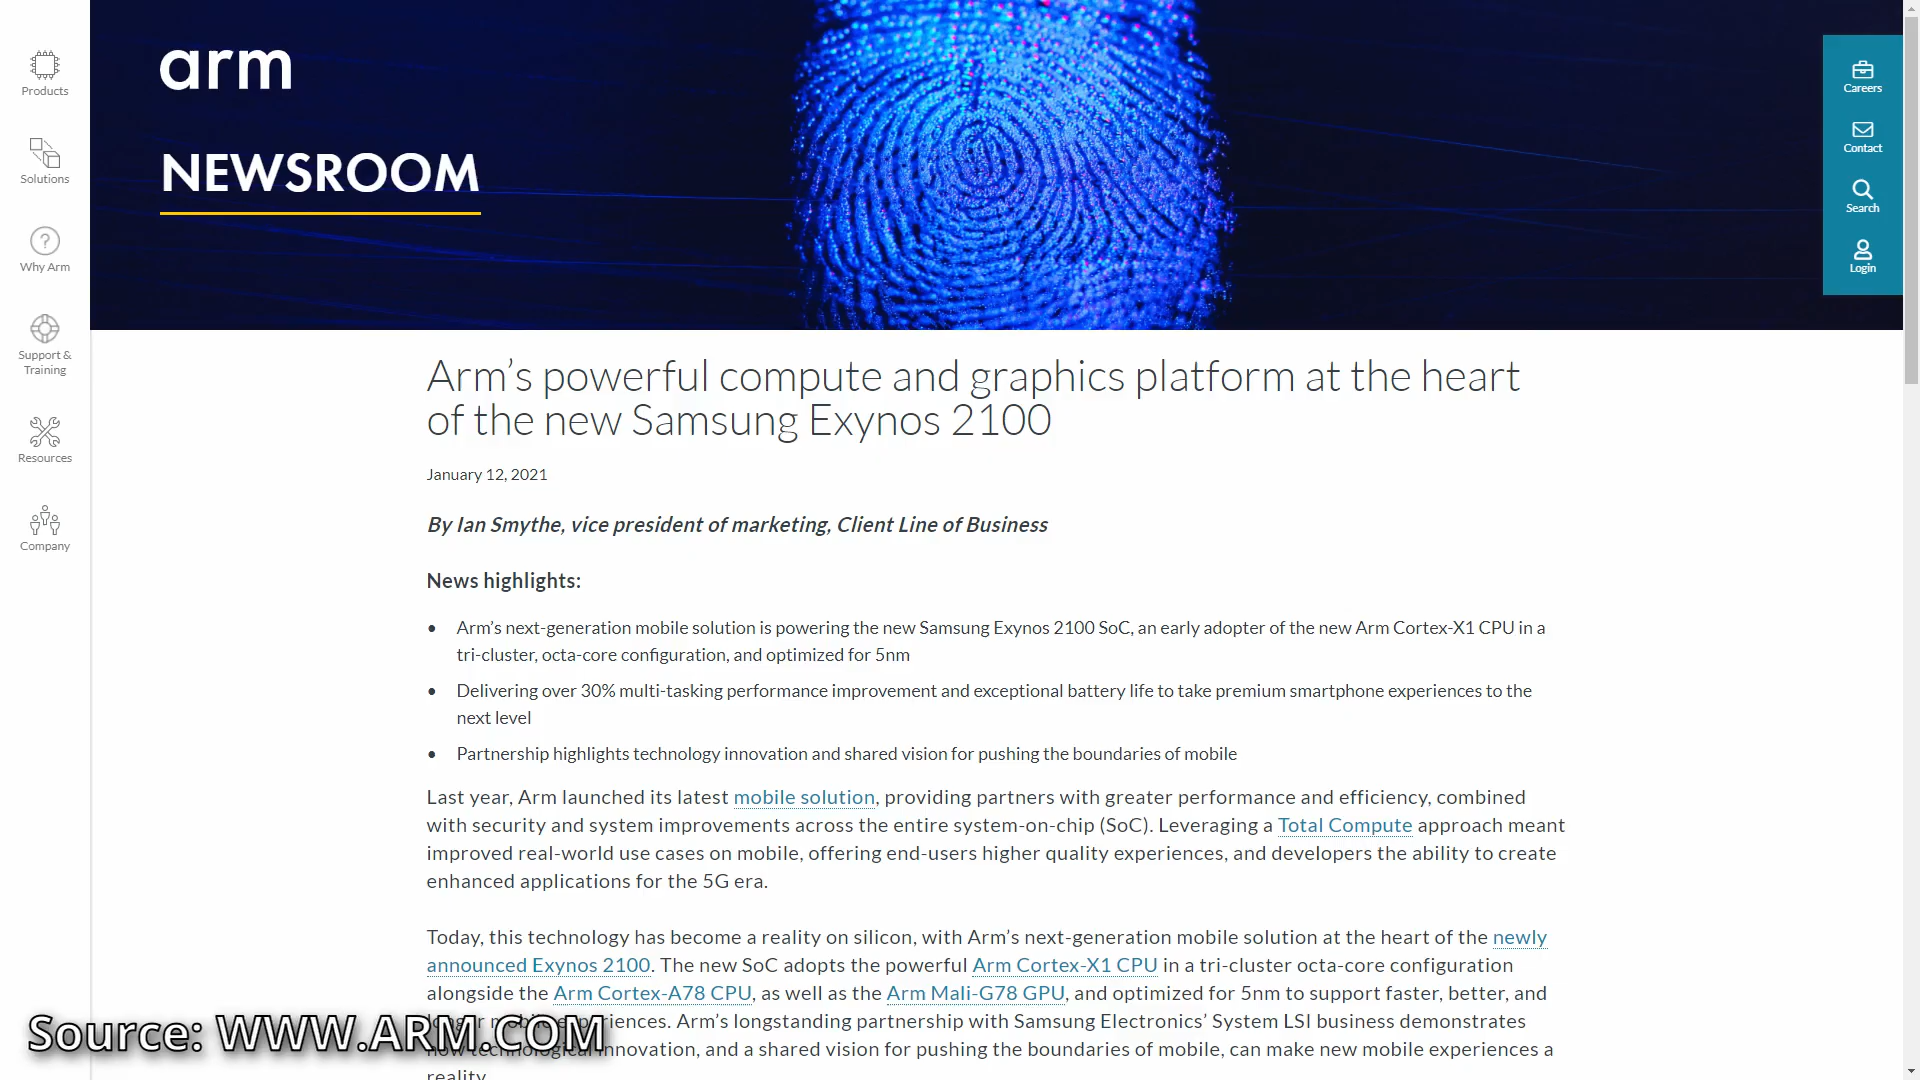 arm
NEWSROOM
Products
Solutions
Why Arm
Support &
Training
Resources
Company
Careers
Contact
Search
Login
Arm’s powerful compute and graphics platform at the heart
of the new Samsung Exynos 2100
January 12, 2021
By Ian Smythe, vice president of marketing, Client Line of Business
News highlights:
● Arm’s next-generation mobile solution is powering the new Samsung Exynos 2100 SoC, an early adopter of the new Arm Cortex-X1 CPU in a
tri-cluster, octa-core configuration, and optimized for 5nm
● Delivering over 30% multi-tasking performance improvement and exceptional battery life to take premium smartphone experiences to the
next level
● Partnership highlights technology innovation and shared vision for pushing the boundaries of mobile
Last year, Arm launched its latest mobile solution, providing partners with greater performance and efficiency, combined
with security and system improvements across the entire system-on-chip (SoC). Leveraging a Total Compute approach meant
improved real-world use cases on mobile, offering end-users higher quality experiences, and developers the ability to create
enhanced applications for the 5G era.
Today, this technology has become a reality on silicon, with Arm’s next-generation mobile solution at the heart of the newly
announced Exynos 2100. The new SoC adopts the powerful Arm Cortex-X1 CPU in a tri-cluster octa-core configuration
alongside the Arm Cortex-A78 CPU, as well as the Arm Mali-G78 GPU, and optimized for 5nm to support faster, better, and
longer mobile experiences. Arm’s longstanding partnership with Samsung Electronics’ System LSI business demonstrates
how technological innovation, and a shared vision for pushing the boundaries of mobile, can make new mobile experiences a
reality.
Source: WWW.ARM.COM